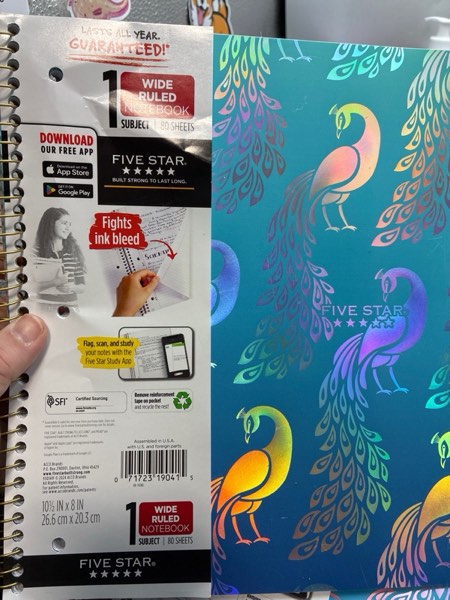 LASTS ALL YEAR.
GUARANTEED!*
1
WIDE
RULED
NOTEBOOK
SUBJECT | 80 SHEETS
DOWNLOAD
OUR FREE APP
Download on the
App Store
GET IT ON
Google Play
FIVE STAR®
BUILT STRONG TO LAST LONG.
Fights
ink bleed
FIVE STAR
Flag, scan, and study
your notes with the
Five Star Study App
SFI
Certified Sourcing
Remove reinforcement
tape on pocket
and recycle the rest!
Assembled in U.S.A.
with U.S. and foreign parts.
ACCO Brands
0 71723 19041 5
10½ IN x 8 IN
26.6 cm x 20.3 cm
1
WIDE
RULED
NOTEBOOK
SUBJECT | 80 SHEETS
FIVE STAR®